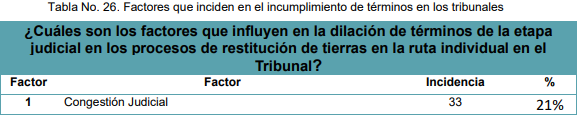 Tabla No. 26. Factores que inciden en el incumplimiento de términos en los tribunales
¿Cuáles son los factores que influyen en la dilación de términos de la etapa
judicial en los procesos de restitución de tierras en la ruta individual en el
Tribunal?
Factor Factor Incidencia %
1 Congestión Judicial 33 21%